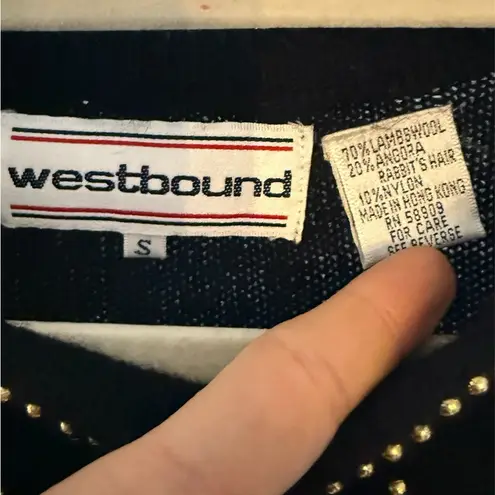 westbound
S
70% LAMBSWOOL
20% ANGORA
RABBIT'S HAIR
10% NYLON
MADE IN HONG KONG
RN 58909
FOR CARE
SEE REVERSE